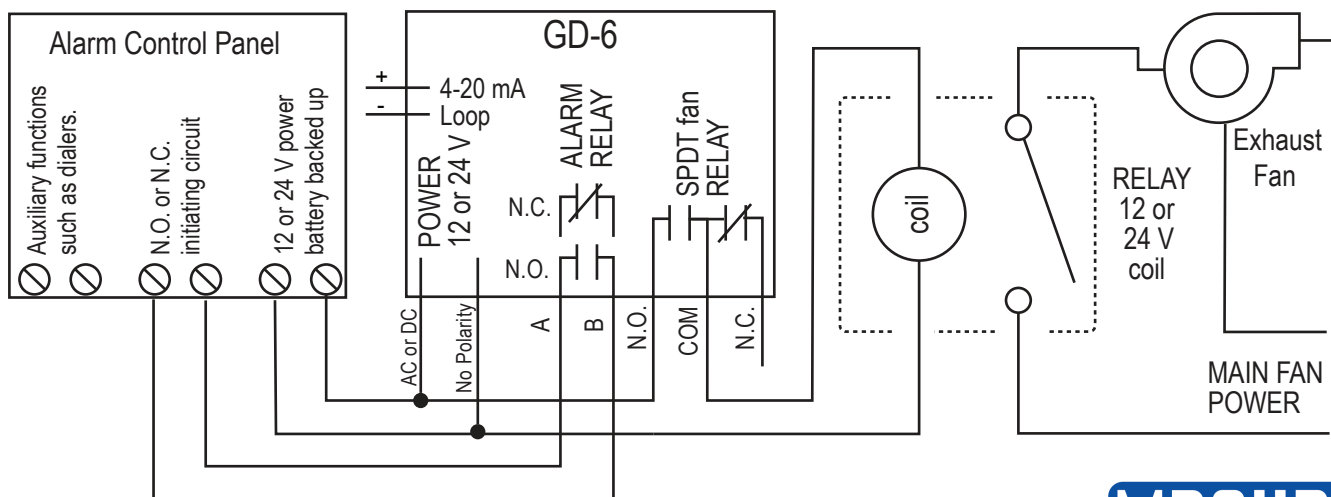 Alarm Control Panel
Auxiliary functions
such as dialers.
N.O. or N.C.
initiating circuit
12 or 24 V power
battery backed up
GD-6
+
4-20 mA
-
Loop
POWER
12 or 24 V
ALARM
RELAY
N.C.
N.O.
SPDT fan
RELAY
AC or DC
No Polarity
A
B
N.O.
COM
N.C.
coil
RELAY
12 or
24 V
coil
Exhaust
Fan
MAIN FAN
POWER